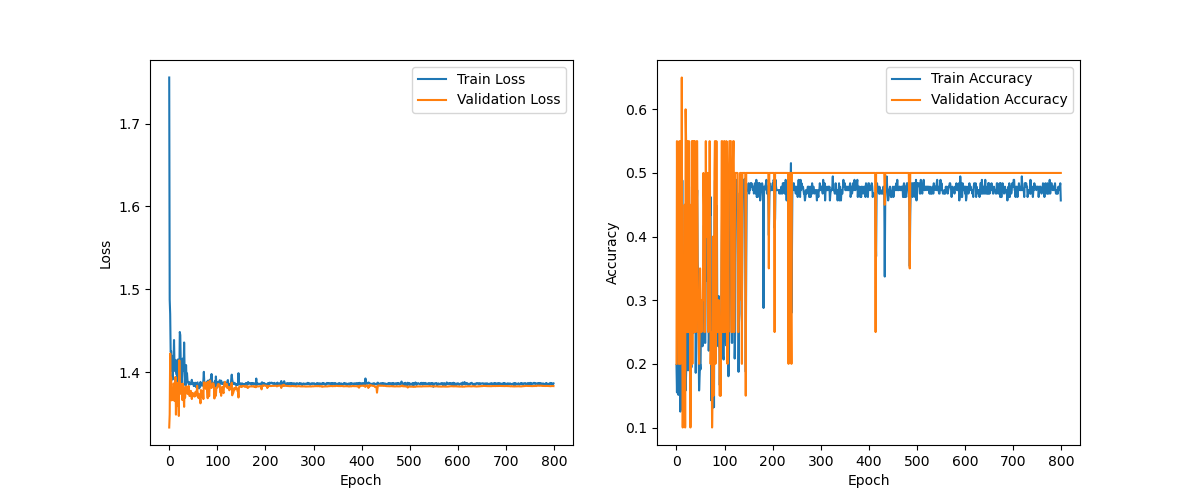 Train Loss
Validation Loss
1.7
1.6
1.5
1.4
Loss
0 100 200 300 400 500 600 700 800
Epoch
Train Accuracy
Validation Accuracy
0.6
0.5
0.4
0.3
0.2
0.1
Accuracy
0 100 200 300 400 500 600 700 800
Epoch